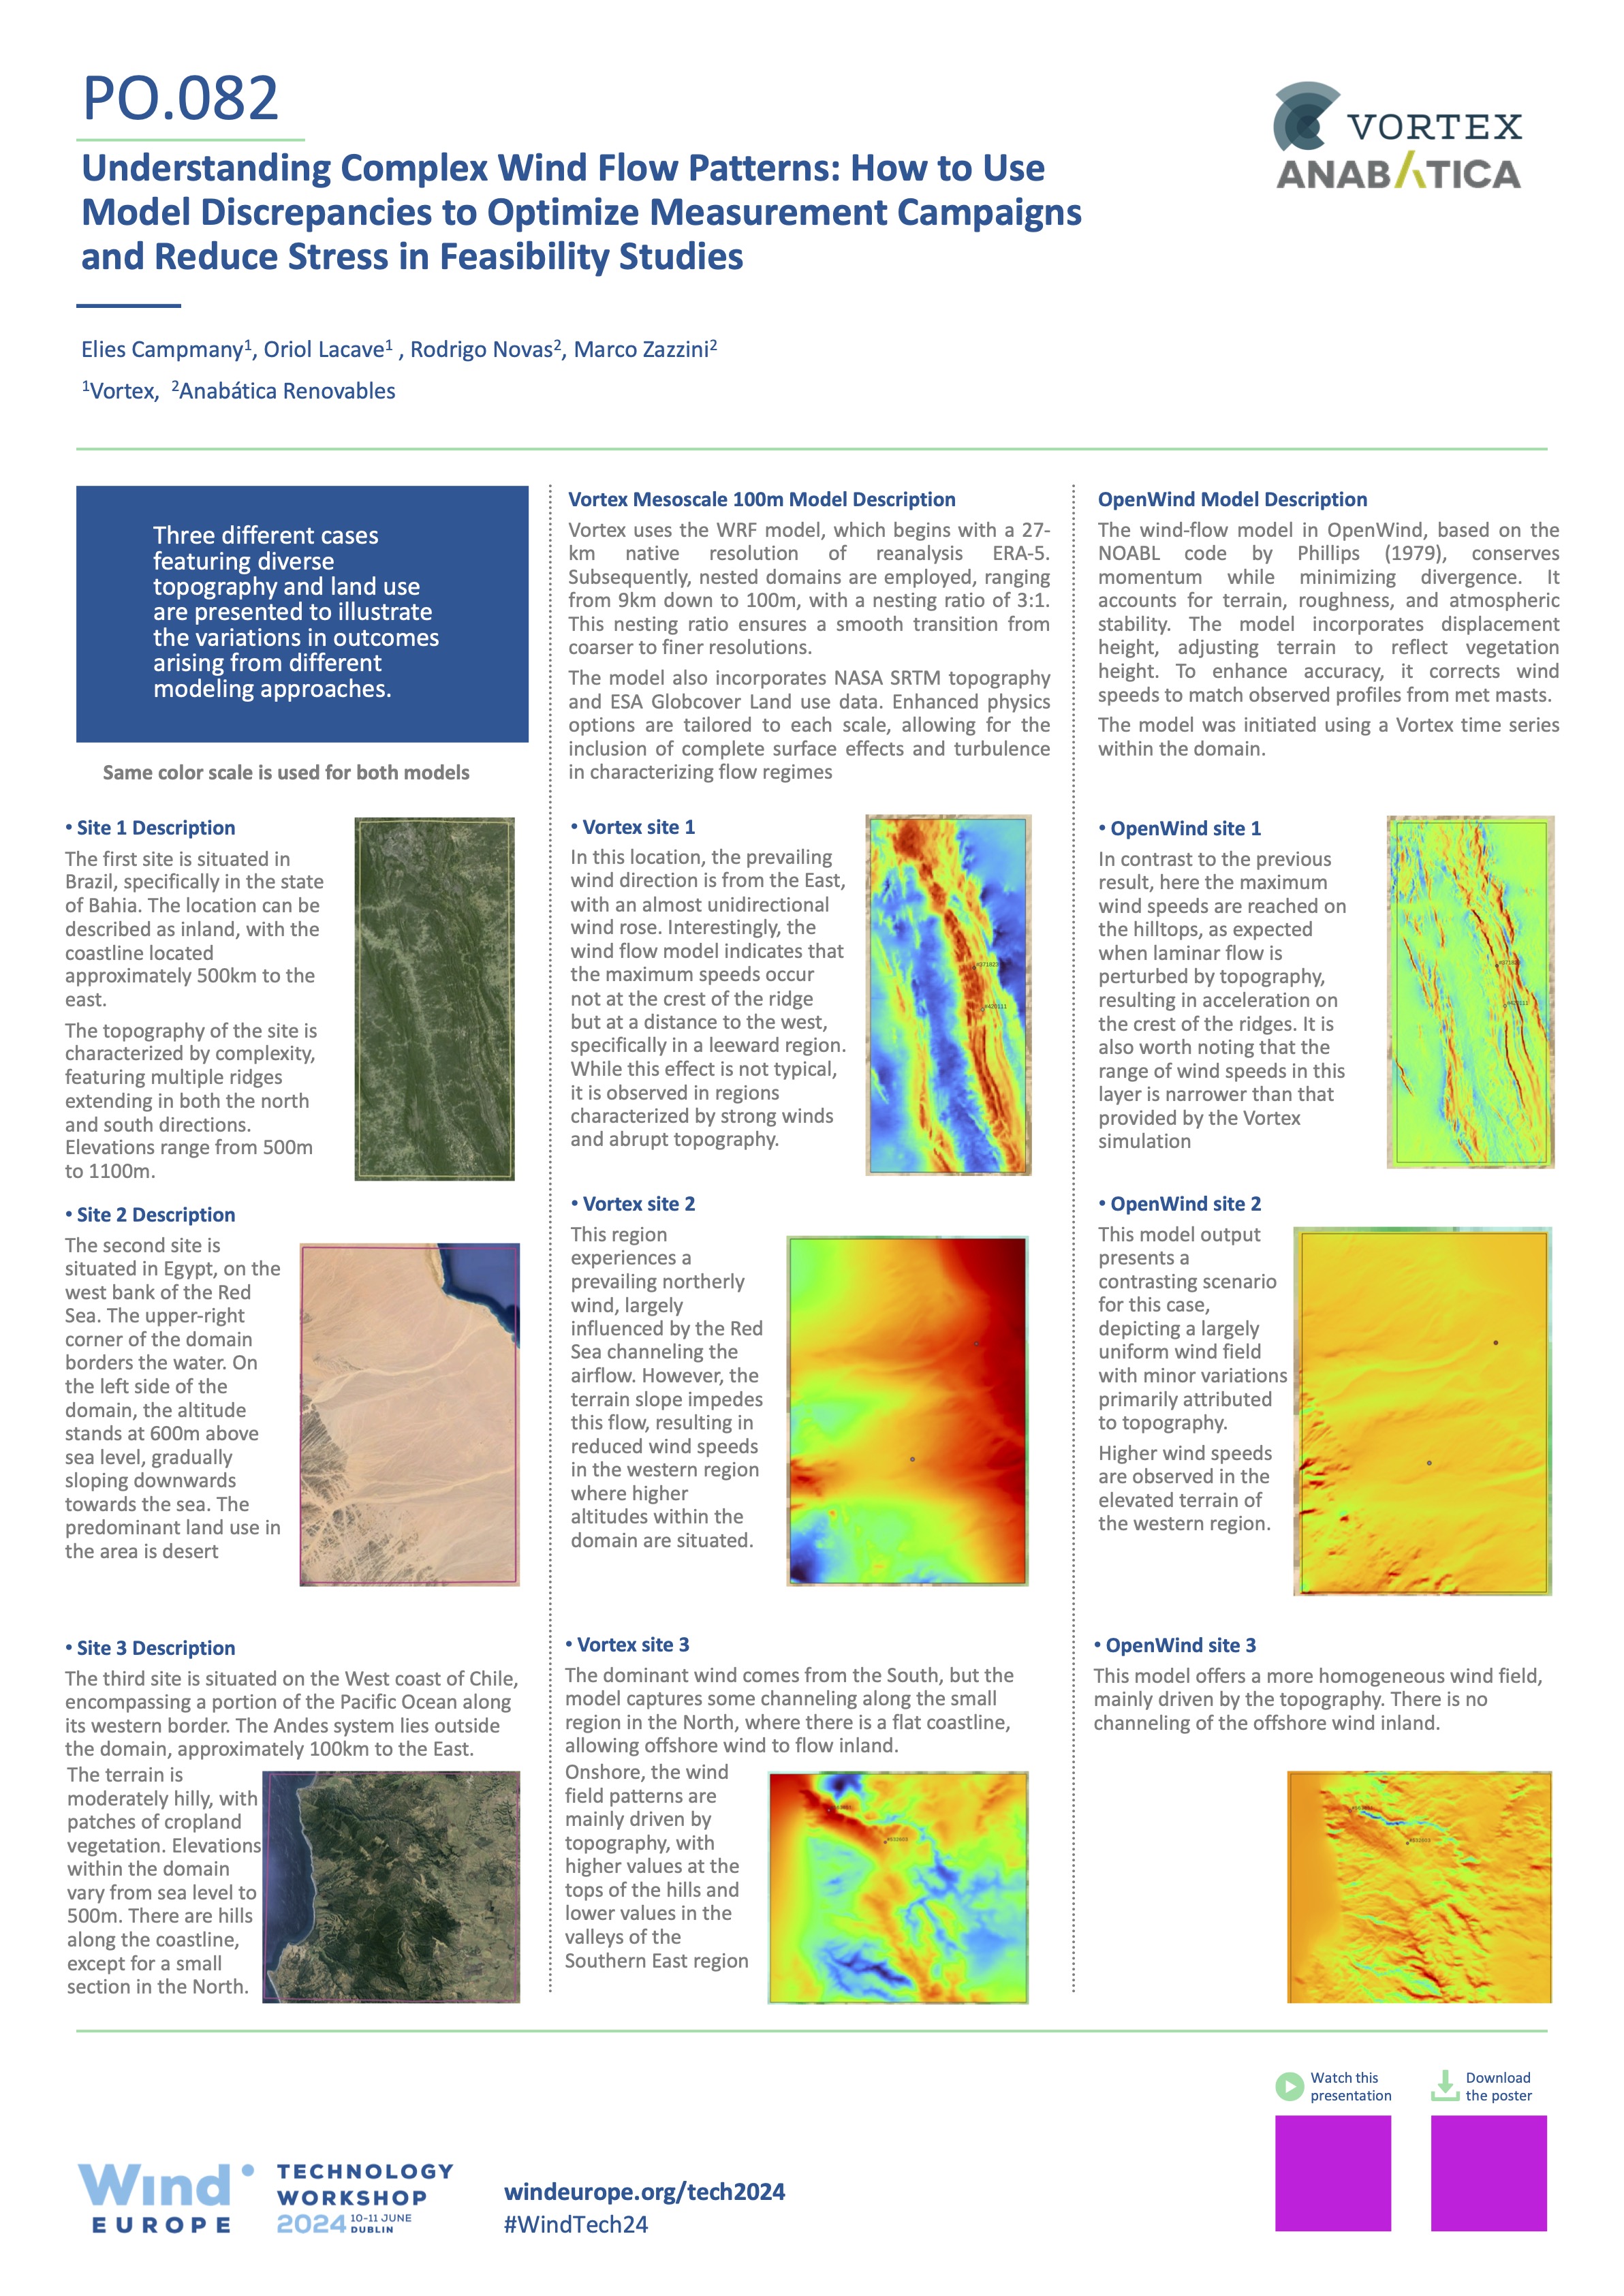 PO.082
VORTEX
ANABÁTICA
Understanding Complex Wind Flow Patterns: How to Use
Model Discrepancies to Optimize Measurement Campaigns
and Reduce Stress in Feasibility Studies
Elies Campmany¹, Oriol Lacave¹ , Rodrigo Novas², Marco Zazzini²
¹Vortex, ²Anabática Renovables
Three different cases
featuring diverse
topography and land use
are presented to illustrate
the variations in outcomes
arising from different
modeling approaches.
Same color scale is used for both models
• Site 1 Description
The first site is situated in
Brazil, specifically in the state
of Bahia. The location can be
described as inland, with the
coastline located
approximately 500km to the
east.
The topography of the site is
characterized by complexity,
featuring multiple ridges
extending in both the north
and south directions.
Elevations range from 500m
to 1100m.
• Site 2 Description
The second site is
situated in Egypt, on the
west bank of the Red
Sea. The upper-right
corner of the domain
borders the water. On
the left side of the
domain, the altitude
stands at 600m above
sea level, gradually
sloping downwards
towards the sea. The
predominant land use in
the area is desert
• Site 3 Description
The third site is situated on the West coast of Chile,
encompassing a portion of the Pacific Ocean along
its western border. The Andes system lies outside
the domain, approximately 100km to the East.
The terrain is
moderately hilly, with
patches of cropland
vegetation. Elevations
within the domain
vary from sea level to
500m. There are hills
along the coastline,
except for a small
section in the North.
Vortex Mesoscale 100m Model Description
Vortex uses the WRF model, which begins with a 27-
km native resolution of reanalysis ERA-5.
Subsequently, nested domains are employed, ranging
from 9km down to 100m, with a nesting ratio of 3:1.
This nesting ratio ensures a smooth transition from
coarser to finer resolutions.
The model also incorporates NASA SRTM topography
and ESA Globcover Land use data. Enhanced physics
options are tailored to each scale, allowing for the
inclusion of complete surface effects and turbulence
in characterizing flow regimes
• Vortex site 1
In this location, the prevailing
wind direction is from the East,
with an almost unidirectional
wind rose. Interestingly, the
wind flow model indicates that
the maximum speeds occur
not at the crest of the ridge
but at a distance to the west,
specifically in a leeward region.
While this effect is not typical,
it is observed in regions
characterized by strong winds
and abrupt topography.
• Vortex site 2
This region
experiences a
prevailing northerly
wind, largely
influenced by the Red
Sea channeling the
airflow. However, the
terrain slope impedes
this flow, resulting in
reduced wind speeds
in the western region
where higher
altitudes within the
domain are situated.
• Vortex site 3
The dominant wind comes from the South, but the
model captures some channeling along the small
region in the North, where there is a flat coastline,
allowing offshore wind to flow inland.
Onshore, the wind
field patterns are
mainly driven by
topography, with
higher values at the
tops of the hills and
lower values in the
valleys of the
Southern East region
OpenWind Model Description
The wind-flow model in OpenWind, based on the
NOABL code by Phillips (1979), conserves
momentum while minimizing divergence. It
accounts for terrain, roughness, and atmospheric
stability. The model incorporates displacement
height, adjusting terrain to reflect vegetation
height. To enhance accuracy, it corrects wind
speeds to match observed profiles from met masts.
The model was initiated using a Vortex time series
within the domain.
• OpenWind site 1
In contrast to the previous
result, here the maximum
wind speeds are reached on
the hilltops, as expected
when laminar flow is
perturbed by topography,
resulting in acceleration on
the crest of the ridges. It is
also worth noting that the
range of wind speeds in this
layer is narrower than that
provided by the Vortex
simulation
• OpenWind site 2
This model output
presents a
contrasting scenario
for this case,
depicting a largely
uniform wind field
with minor variations
primarily attributed
to topography.
Higher wind speeds
are observed in the
elevated terrain of
the western region.
• OpenWind site 3
This model offers a more homogeneous wind field,
mainly driven by the topography. There is no
channeling of the offshore wind inland.
Watch this
presentation
Download
the poster
Wind
EUROPE
TECHNOLOGY
WORKSHOP
2024 10-11 JUNE
DUBLIN
windeurope.org/tech2024
#WindTech24